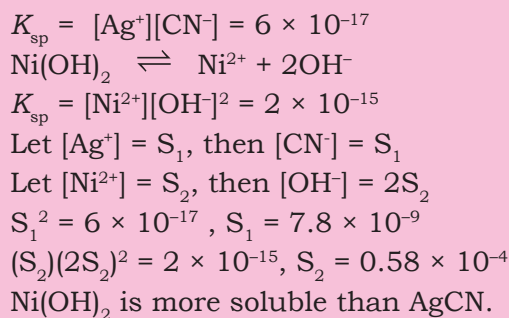 K_sp = [Ag⁺][CN⁻] = 6 × 10⁻¹⁷
Ni(OH)₂ ⇌ Ni²⁺ + 2OH⁻
K_sp = [Ni²⁺][OH⁻]² = 2 × 10⁻¹⁵
Let [Ag⁺] = S₁, then [CN⁻] = S₁
Let [Ni²⁺] = S₂, then [OH⁻] = 2S₂
S₁² = 6 × 10⁻¹⁷ , S₁ = 7.8 × 10⁻⁹
(S₂)(2S₂)² = 2 × 10⁻¹⁵, S₂ = 0.58 × 10⁻⁴
Ni(OH)₂ is more soluble than AgCN.